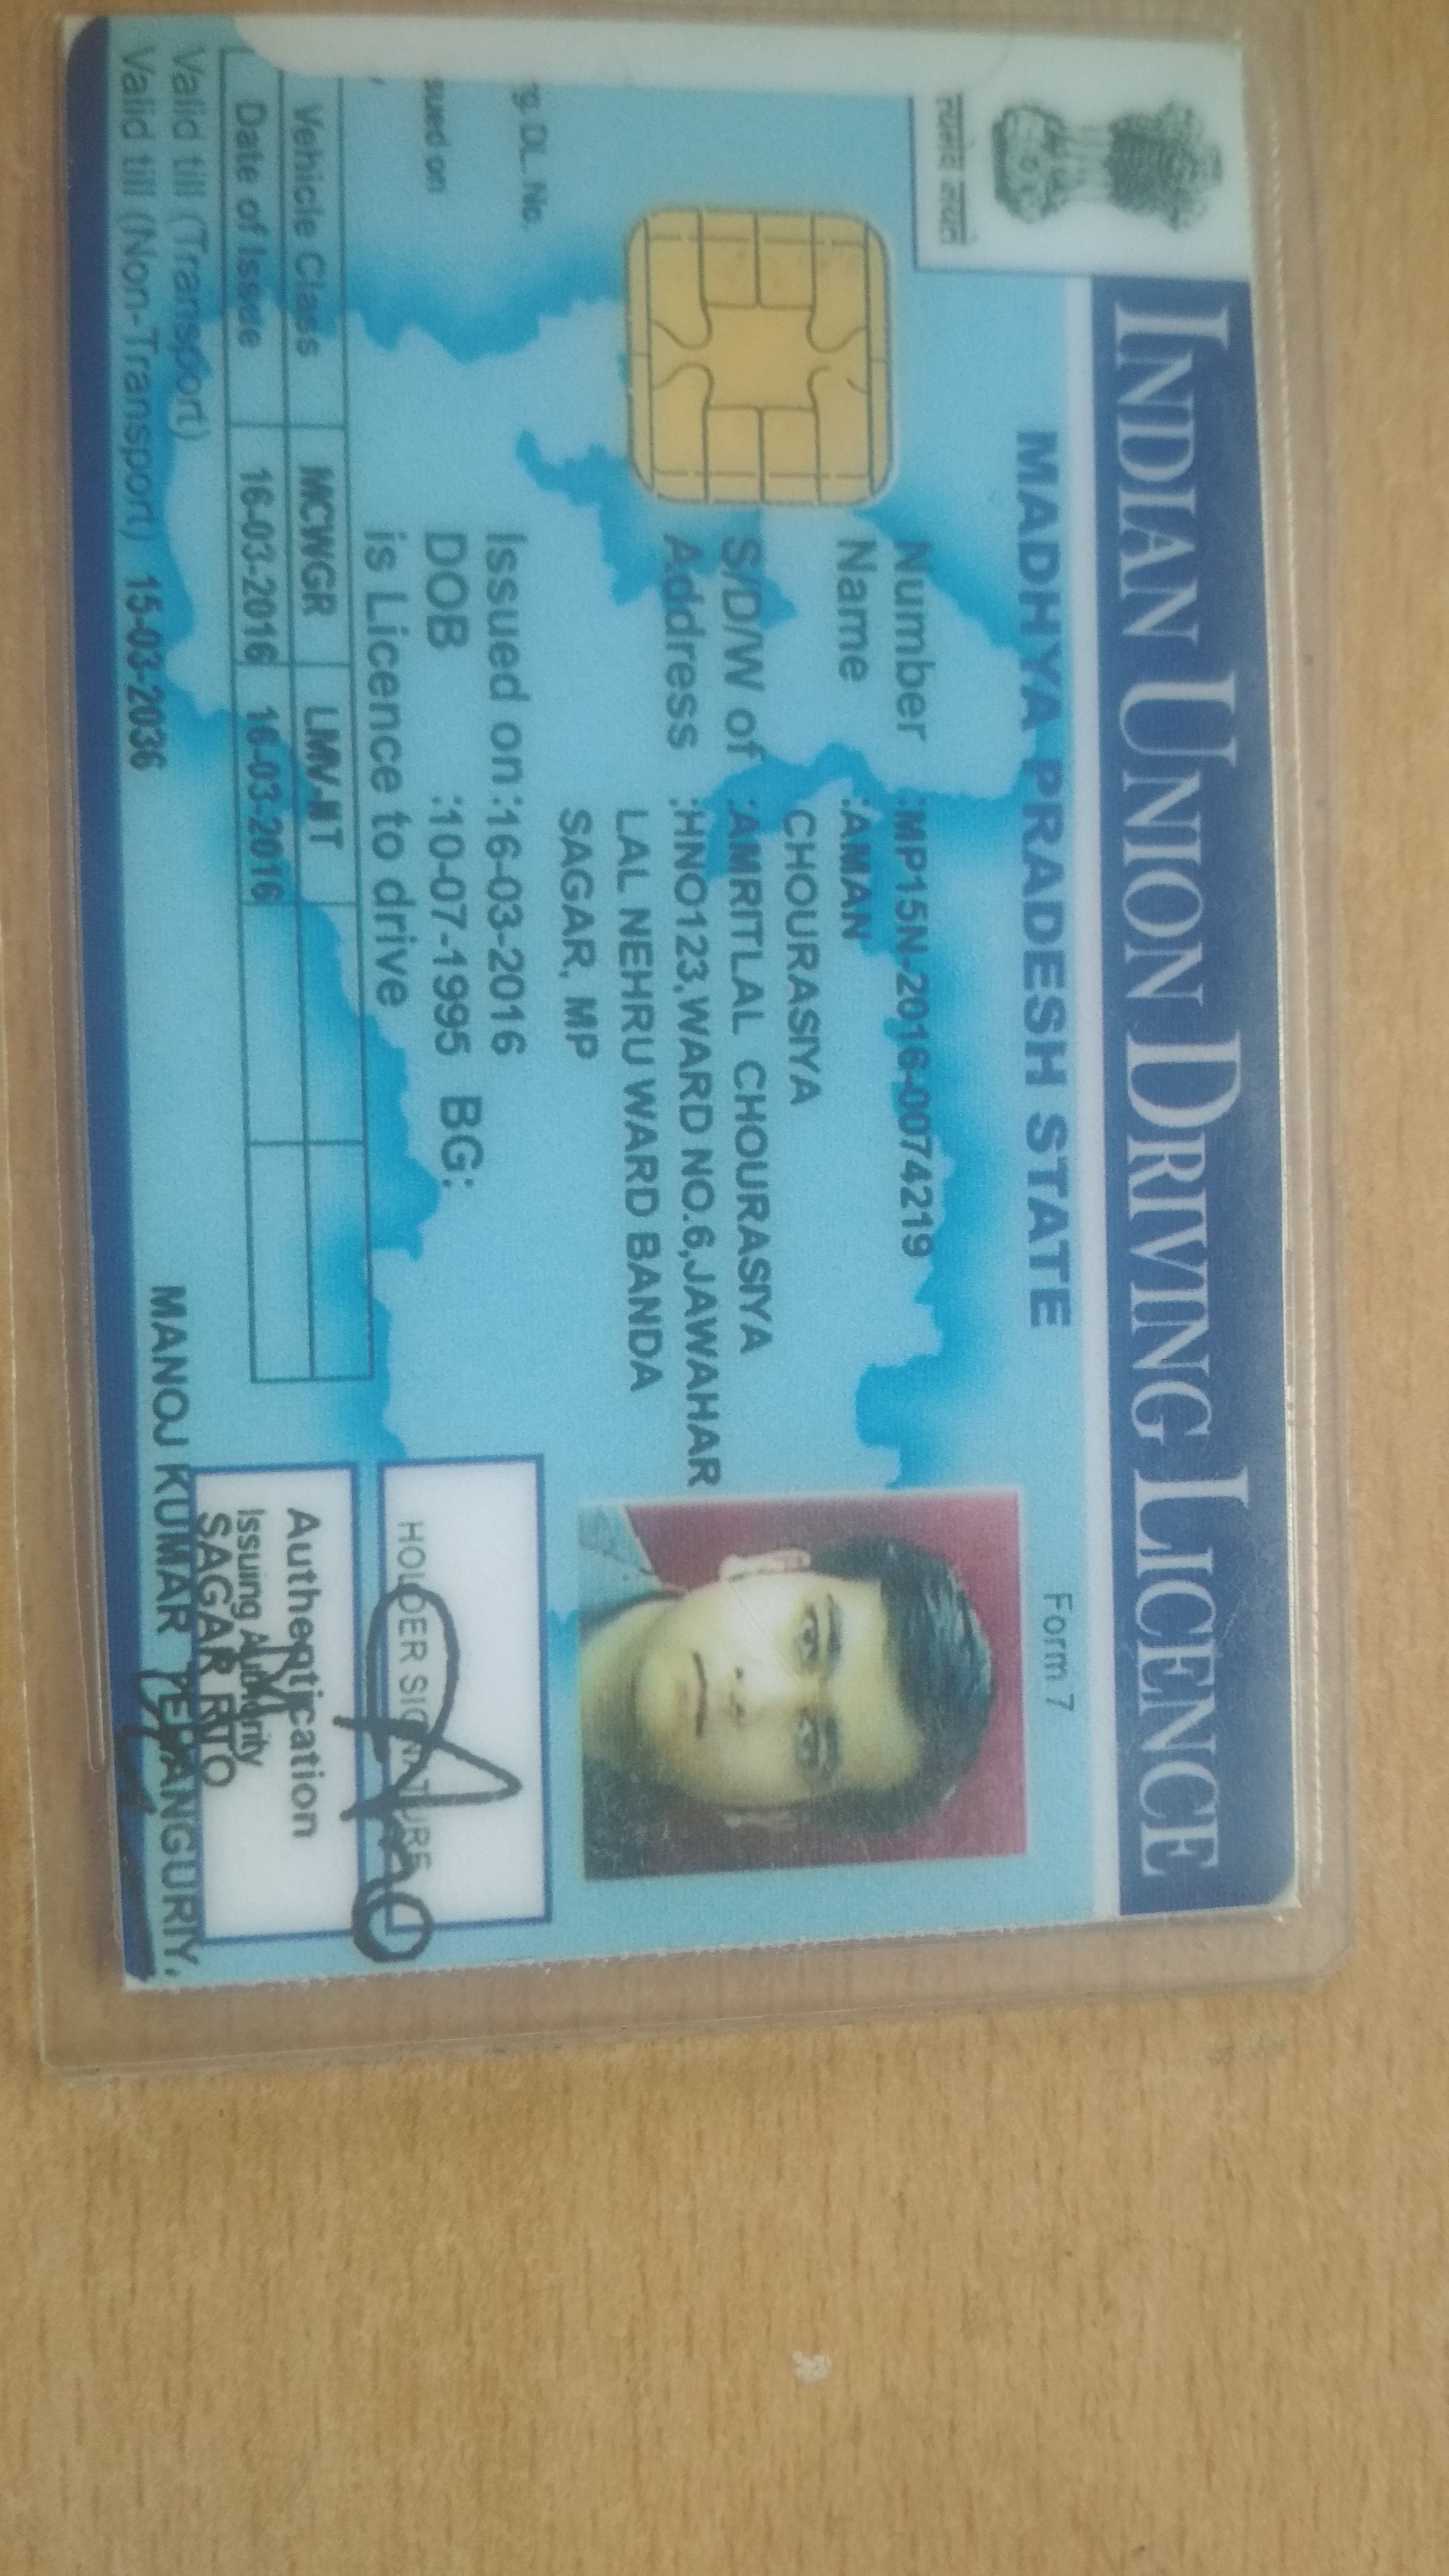 INDIAN UNION DRIVING LICENCE
सत्यमेव जयते
MADHYA PRADESH STATE
Form 7
Number :MP15N-2016-0074219
Name :AMAN
CHOURASIYA
S/D/W of :AMRITLAL CHOURASIYA
Address :HNO123,WARD NO.6,JAWAHAR
LAL NEHRU WARD BANDA
SAGAR, MP
g. DL. No.
Issued on :16-03-2016
sued on
DOB :10-07-1995 BG:
is Licence to drive
HOLDER SIGNATURE
Vehicle Class MCWGR LMV-NT
Date of Issue 16-03-2016 16-03-2016
Valid till (Transport)
Valid till (Non-Transport) 15-03-2036
Authentication
Issuing Authority
SAGAR RTO
MANOJ KUMAR